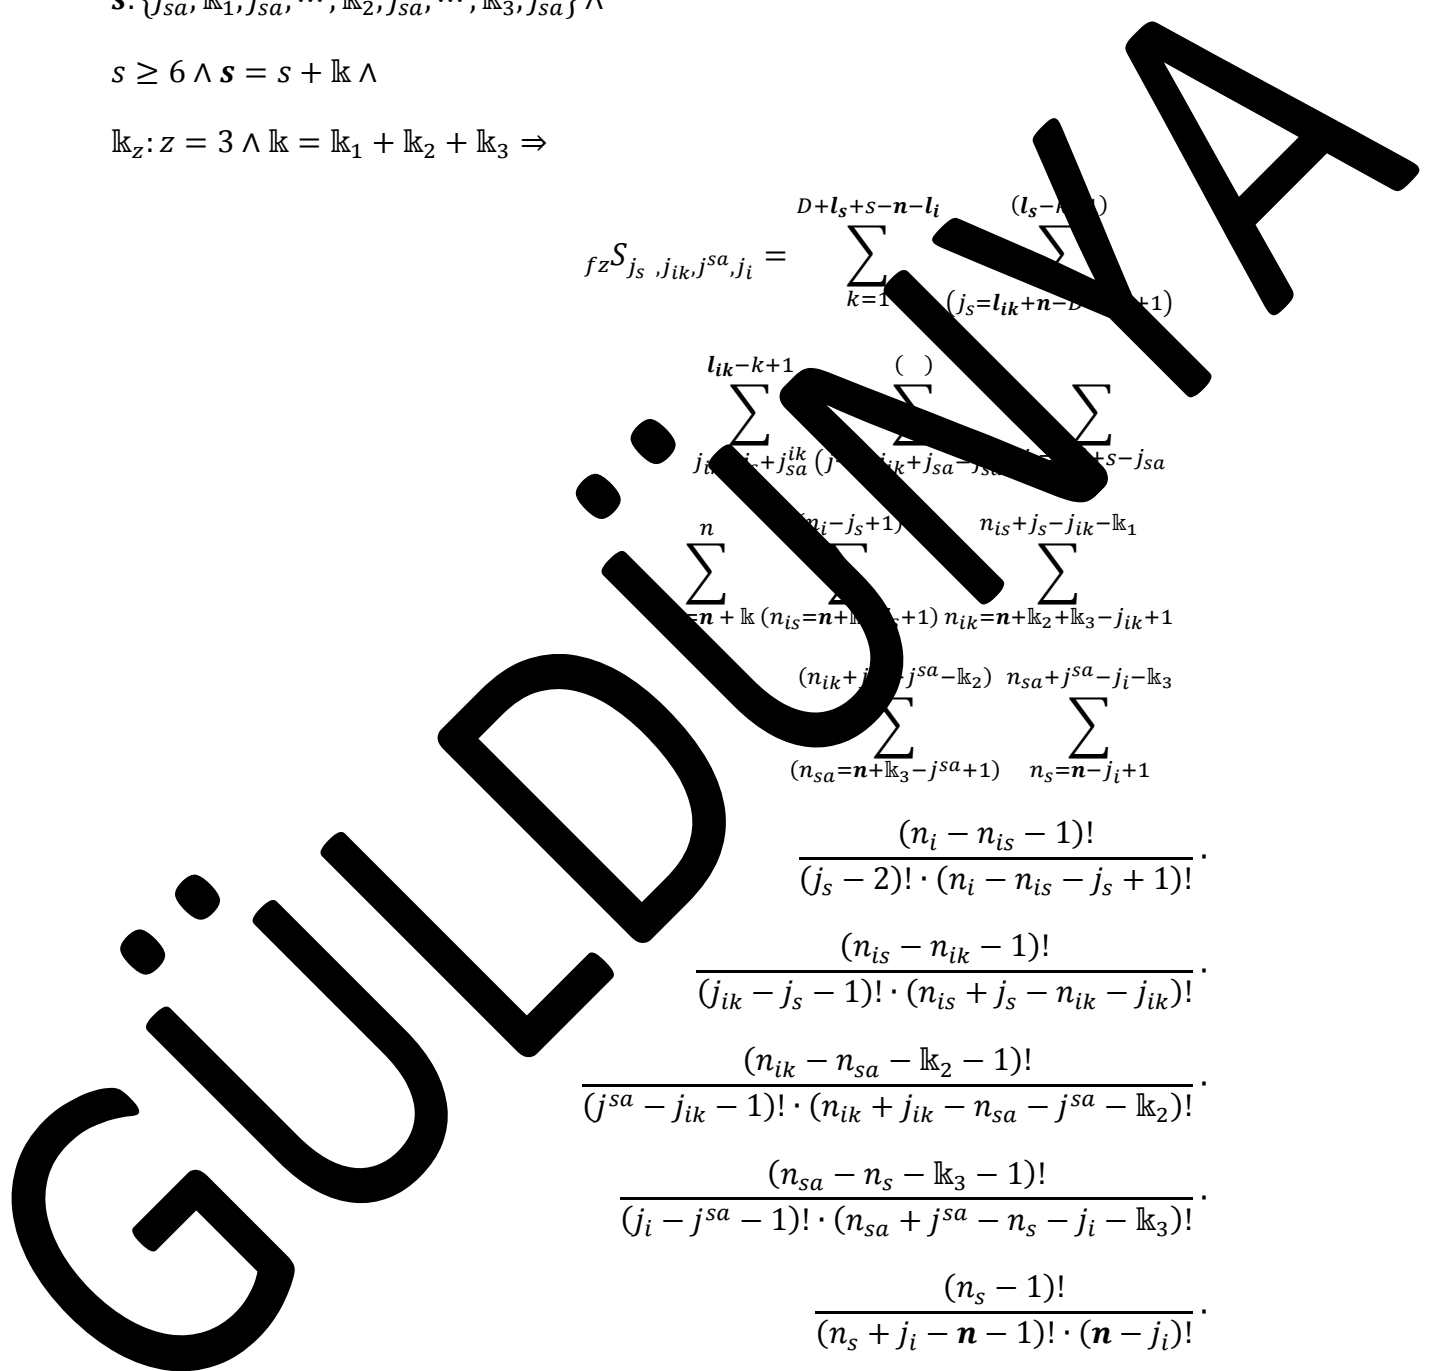 s ≥ 6 ∧ 𝒔 = s + 𝕜 ∧
𝕜_z: z = 3 ∧ 𝕜 = 𝕜_1 + 𝕜_2 + 𝕜_3 ⇒
D+𝒍_𝒔+s−𝒏−𝒍_𝒊
_{fz}S_{j_s ,j_{ik},j^{sa},j_i} = ∑ ∑
k=1
𝒍_𝒊𝒌−k+1 ( )
∑ ∑ ∑
n n_{is}+j_s−j_{ik}−𝕜_1
∑ ∑ ∑
n_{ik}=𝒏+𝕜_2+𝕜_3−j_{ik}+1
n_{sa}+j^{sa}−j_i−𝕜_3
∑ ∑
(n_{sa}=𝒏+𝕜_3−j^{sa}+1) n_s=𝒏−j_i+1
(n_i − n_{is} − 1)!
(j_s − 2)! · (n_i − n_{is} − j_s + 1)! ·
(n_{is} − n_{ik} − 1)!
(j_{ik} − j_s − 1)! · (n_{is} + j_s − n_{ik} − j_{ik})! ·
(n_{ik} − n_{sa} − 𝕜_2 − 1)!
(j^{sa} − j_{ik} − 1)! · (n_{ik} + j_{ik} − n_{sa} − j^{sa} − 𝕜_2)! ·
(n_{sa} − n_s − 𝕜_3 − 1)!
(j_i − j^{sa} − 1)! · (n_{sa} + j^{sa} − n_s − j_i − 𝕜_3)! ·
(n_s − 1)!
(n_s + j_i − 𝒏 − 1)! · (𝒏 − j_i)! ·
GÜLDÜNYA